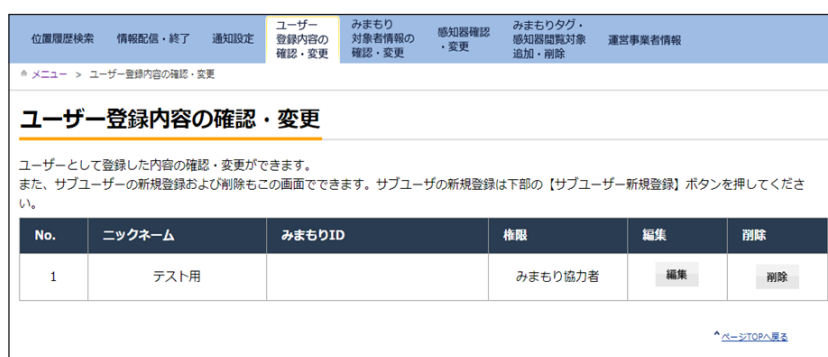 位置履歴検索 情報配信・終了 通知設定 ユーザー登録内容の確認・変更 みまもり対象者情報の確認・変更 感知器確認・変更 みまもりタグ・感知器閲覧対象追加・削除 運営事業者情報
メニュー > ユーザー登録内容の確認・変更
ユーザー登録内容の確認・変更
ユーザーとして登録した内容の確認・変更ができます。
また、サブユーザーの新規登録および削除もこの画面でできます。サブユーザの新規登録は下部の【サブユーザー新規登録】ボタンを押してくださ
い。
No. ニックネーム みまもりID 権限 編集 削除
1 テスト用 みまもり協力者 編集 削除
^ページTOPへ戻る